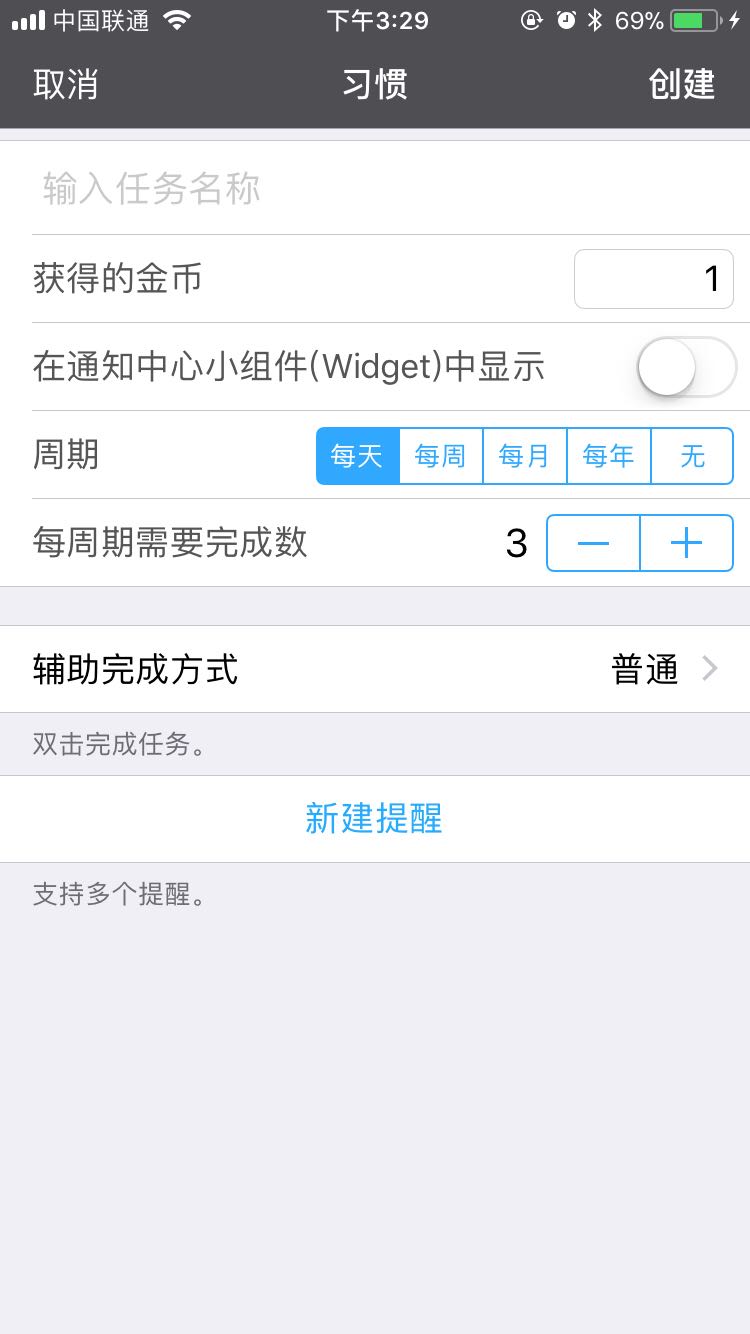 中国联通 下午3:29 69%
取消 习惯 创建
输入任务名称
获得的金币 1
在通知中心小组件(Widget)中显示
周期 每天 每周 每月 每年 无
每周期需要完成数 3 — +
辅助完成方式 普通
双击完成任务。
新建提醒
支持多个提醒。